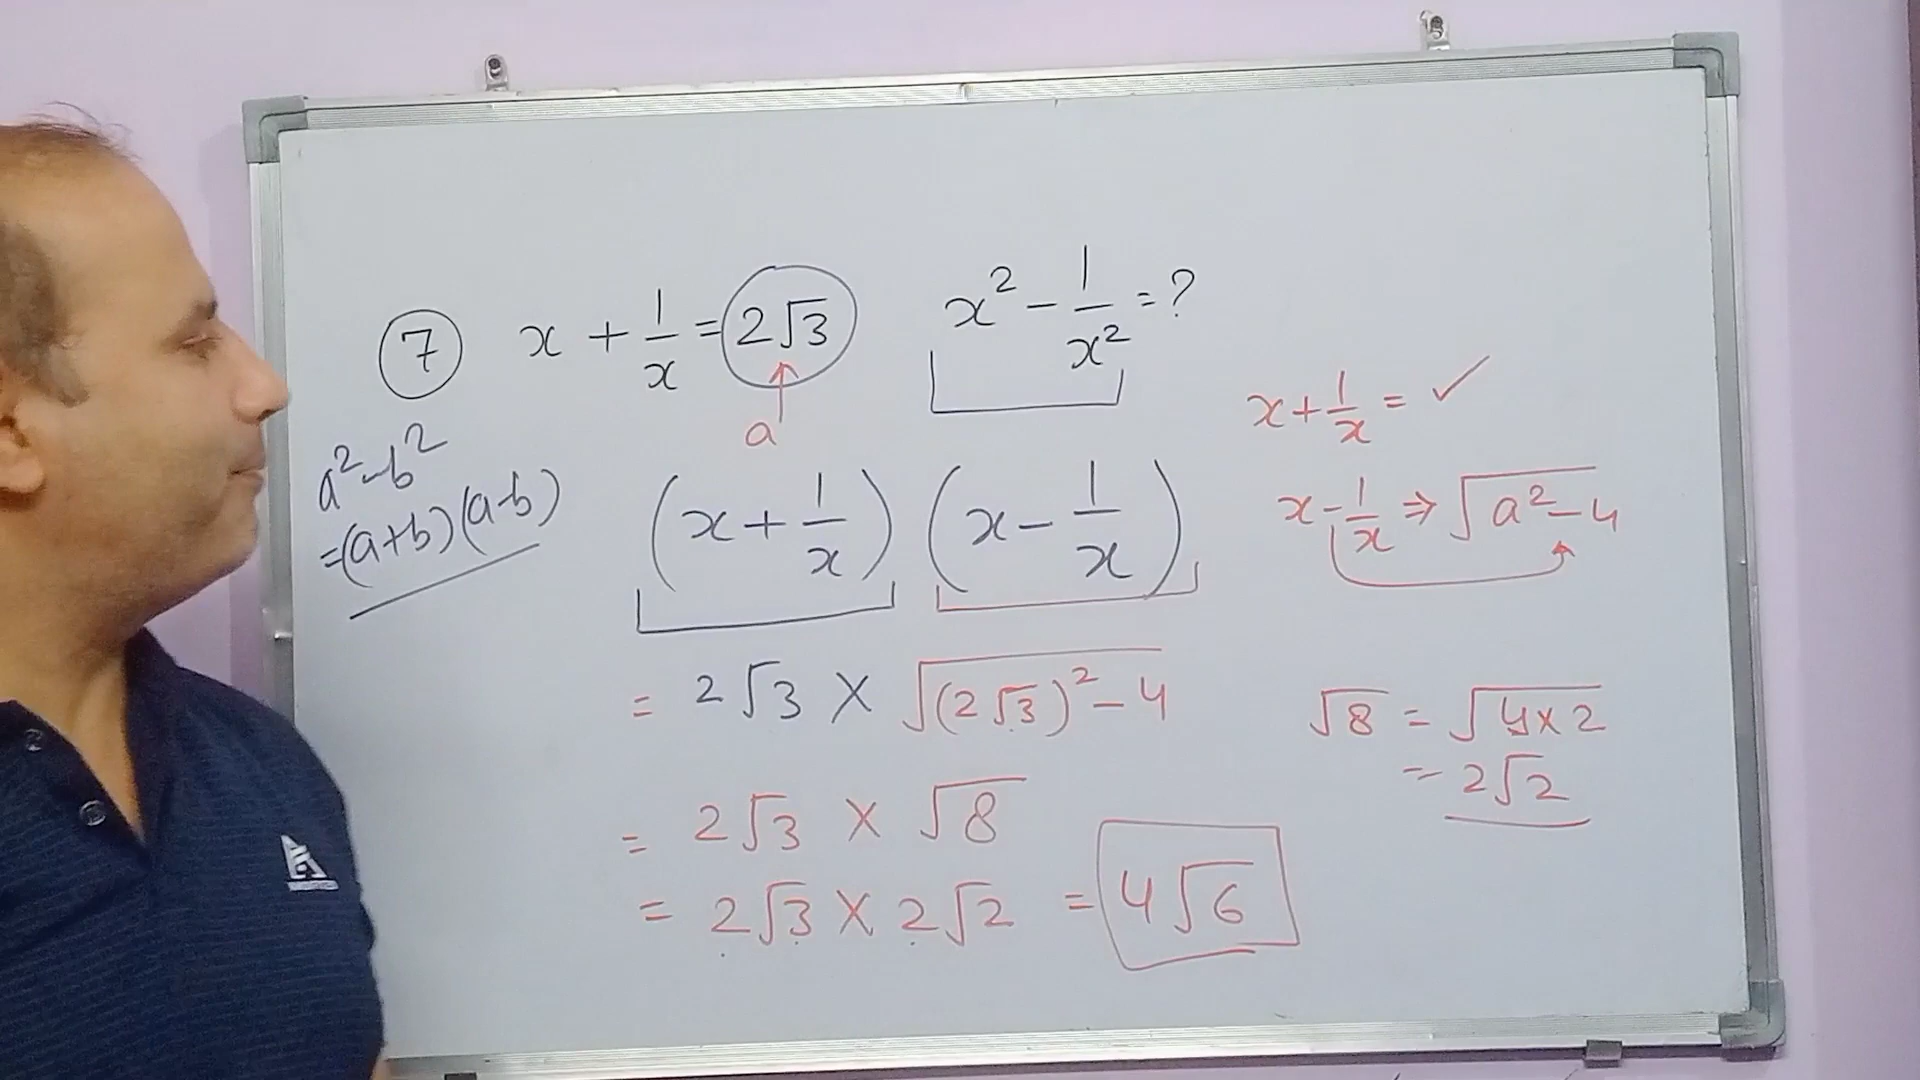 ⑦ x + 1/x = 2√3   x² - 1/x² = ?
a
a² - b²
= (a+b)(a-b)
(x + 1/x) (x - 1/x)
= 2√3 × √((2√3)² - 4)
= 2√3 × √8
= 2√3 × 2√2 = 4√6
x + 1/x = ✓
x - 1/x ⇒ √(a² - 4)
√8 = √(4×2)
= 2√2